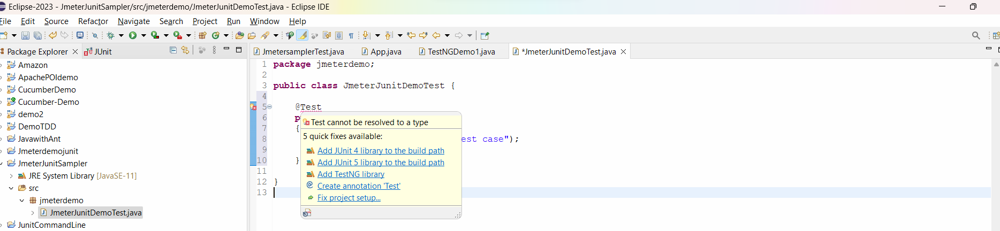 Eclipse-2023 - JmeterJunitSampler/src/jmeterdemo/JmeterJunitDemoTest.java - Eclipse IDE
File Edit Source Refactor Navigate Search Project Run Window Help
Package Explorer JUnit
JmetersamplerTest.java App.java TestNGDemo1.java *JmeterJunitDemoTest.java
Amazon
ApachePOIdemo
CucumberDemo
Cucumber-Demo
demo2
DemoTDD
JavawithAnt
Jmeterdemojunit
JmeterJunitSampler
JRE System Library [JavaSE-11]
src
jmeterdemo
JmeterJunitDemoTest.java
JunitCommandLine
1 package jmeterdemo;
2
3 public class JmeterJunitDemoTest {
4
5 @Test
6 p
7 {
8 est case");
9
10 }
11
12 }
13
Test cannot be resolved to a type
5 quick fixes available:
Add JUnit 4 library to the build path
Add JUnit 5 library to the build path
Add TestNG library
Create annotation 'Test'
Fix project setup...